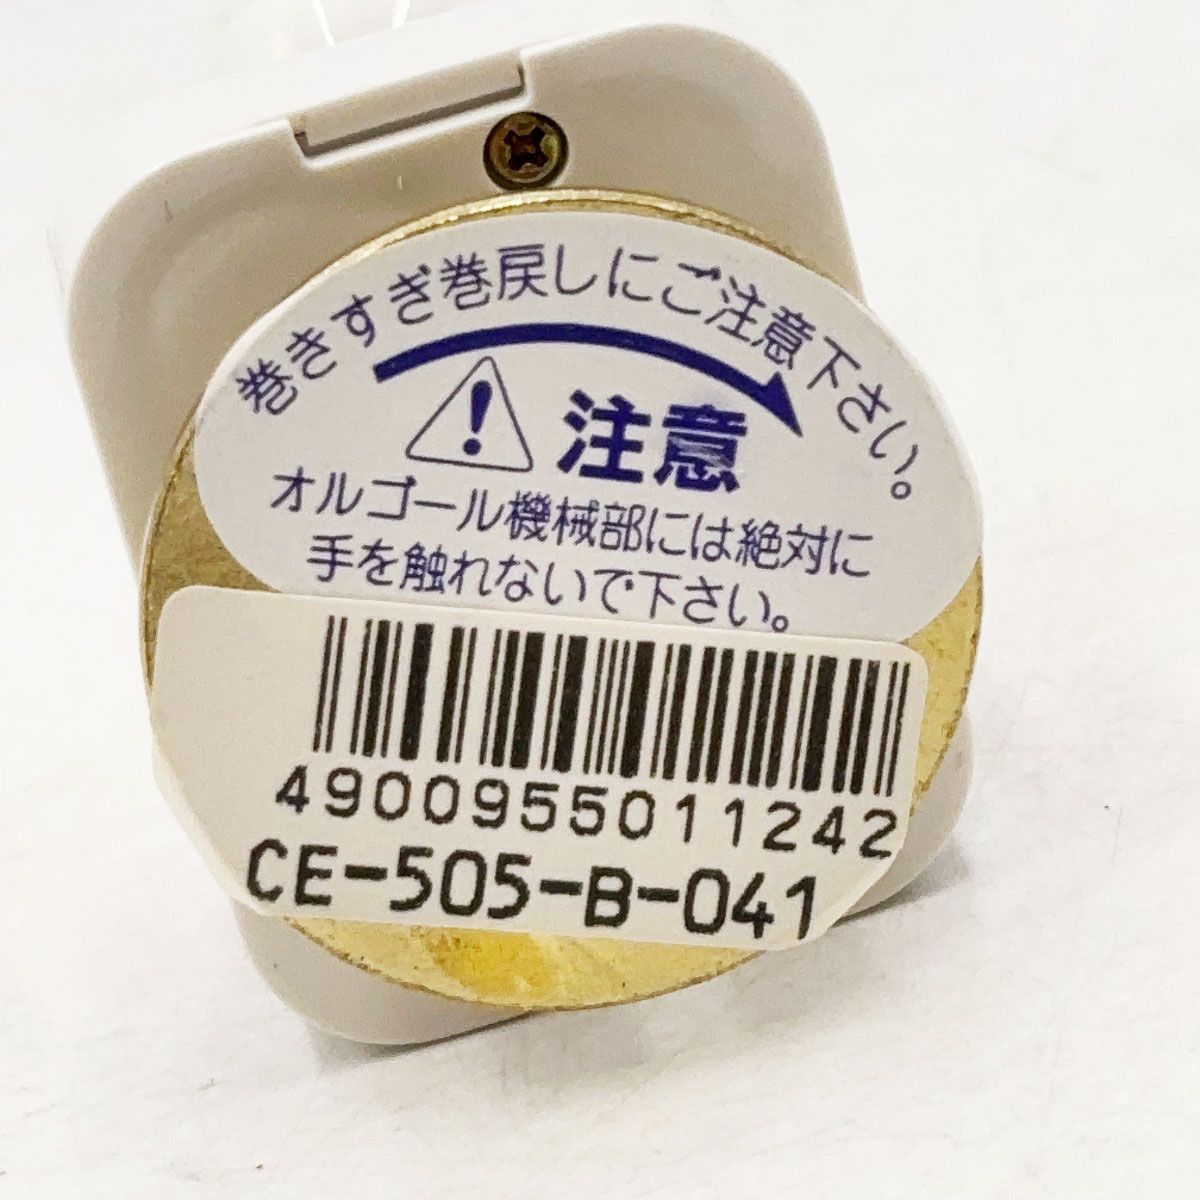 巻きすぎ巻戻しにご注意下さい。
注意
オルゴール機械部には絶対に
手を触れないで下さい。
4900955011242
CE-505-B-041